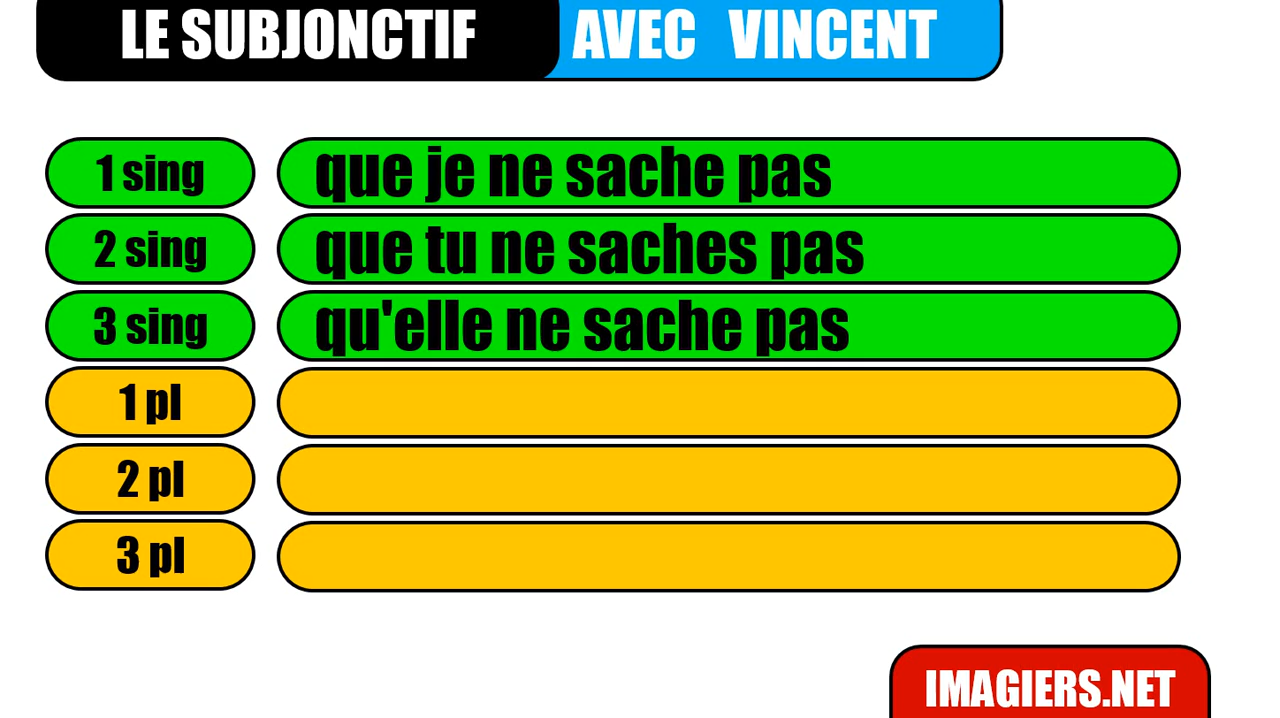 LE SUBJONCTIF AVEC VINCENT
1 sing que je ne sache pas
2 sing que tu ne saches pas
3 sing qu'elle ne sache pas
1 pl
2 pl
3 pl
IMAGIERS.NET